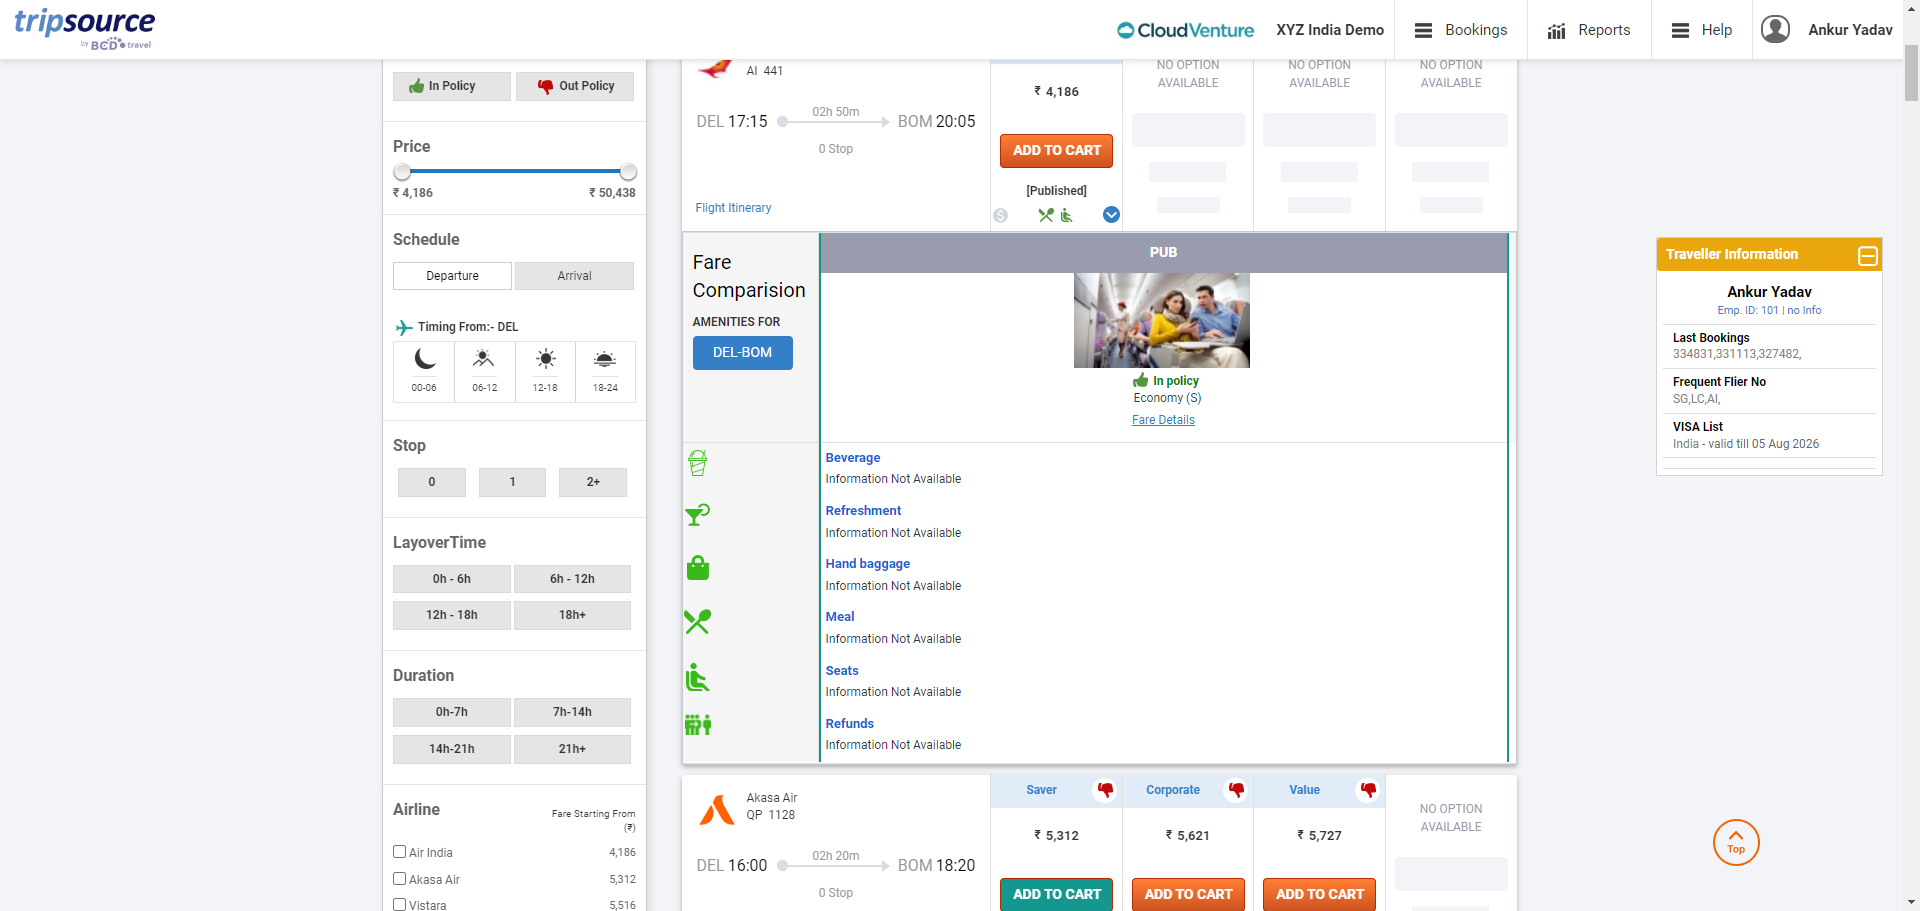 tripsource
by BCD travel
CloudVenture
XYZ India Demo
Bookings
Reports
Help
Ankur Yadav
In Policy
Out Policy
Price
₹ 4,186
₹ 50,438
Schedule
Departure
Arrival
Timing From:- DEL
00-06
06-12
12-18
18-24
Stop
0
1
2+
LayoverTime
0h - 6h
6h - 12h
12h - 18h
18h+
Duration
0h-7h
7h-14h
14h-21h
21h+
Airline
Fare Starting From
(₹)
Air India
4,186
Akasa Air
5,312
Vistara
5,516
AI 441
DEL 17:15
02h 50m
BOM 20:05
0 Stop
Flight Itinerary
₹ 4,186
ADD TO CART
[Published]
NO OPTION
AVAILABLE
NO OPTION
AVAILABLE
NO OPTION
AVAILABLE
Fare
Comparision
AMENITIES FOR
DEL-BOM
PUB
In policy
Economy (S)
Fare Details
Beverage
Information Not Available
Refreshment
Information Not Available
Hand baggage
Information Not Available
Meal
Information Not Available
Seats
Information Not Available
Refunds
Information Not Available
Akasa Air
QP 1128
DEL 16:00
02h 20m
BOM 18:20
0 Stop
Saver
₹ 5,312
ADD TO CART
Corporate
₹ 5,621
ADD TO CART
Value
₹ 5,727
ADD TO CART
NO OPTION
AVAILABLE
Traveller Information
Ankur Yadav
Emp. ID: 101 | no Info
Last Bookings
334831,331113,327482,
Frequent Flier No
SG,LC,AI,
VISA List
India - valid till 05 Aug 2026
Top